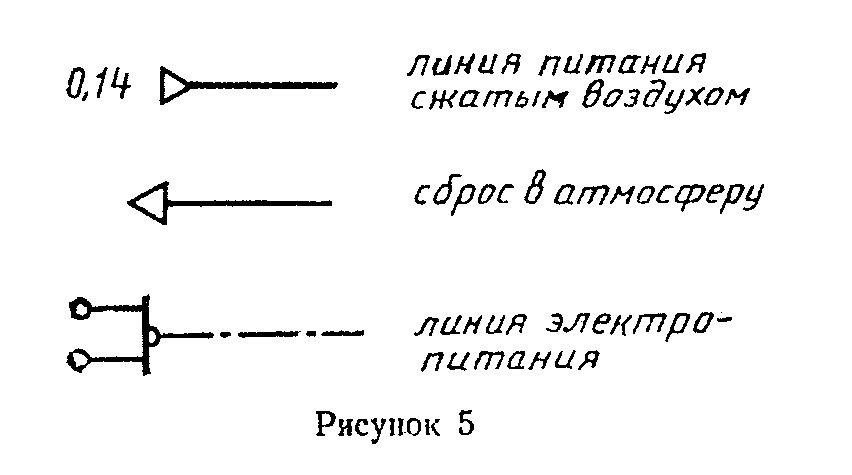 0,14 линия питания
сжатым воздухом
сброс в атмосферу
линия электро-
питания
Рисунок 5